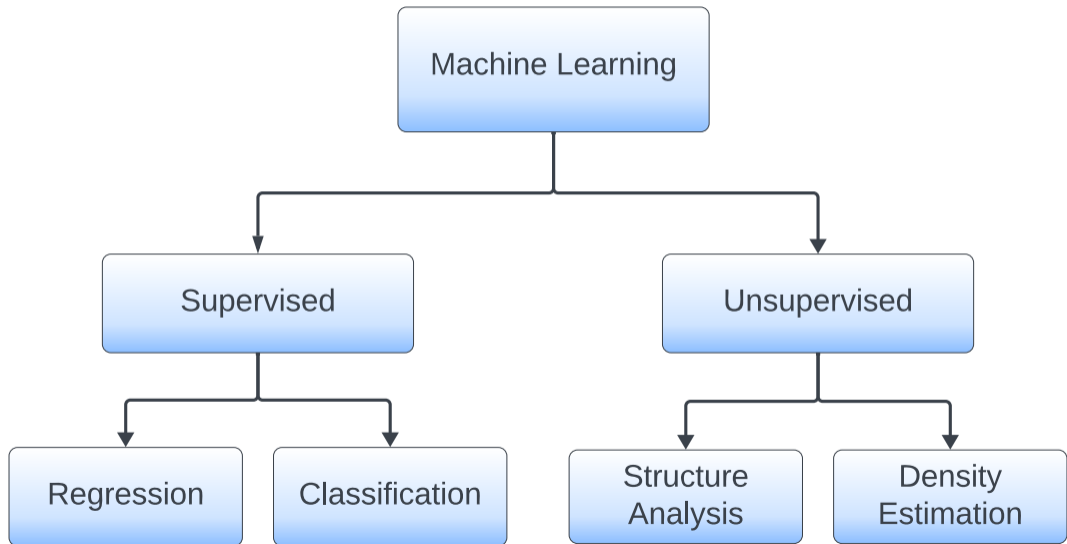 Machine Learning
Supervised
Unsupervised
Regression
Classification
Structure
Analysis
Density
Estimation